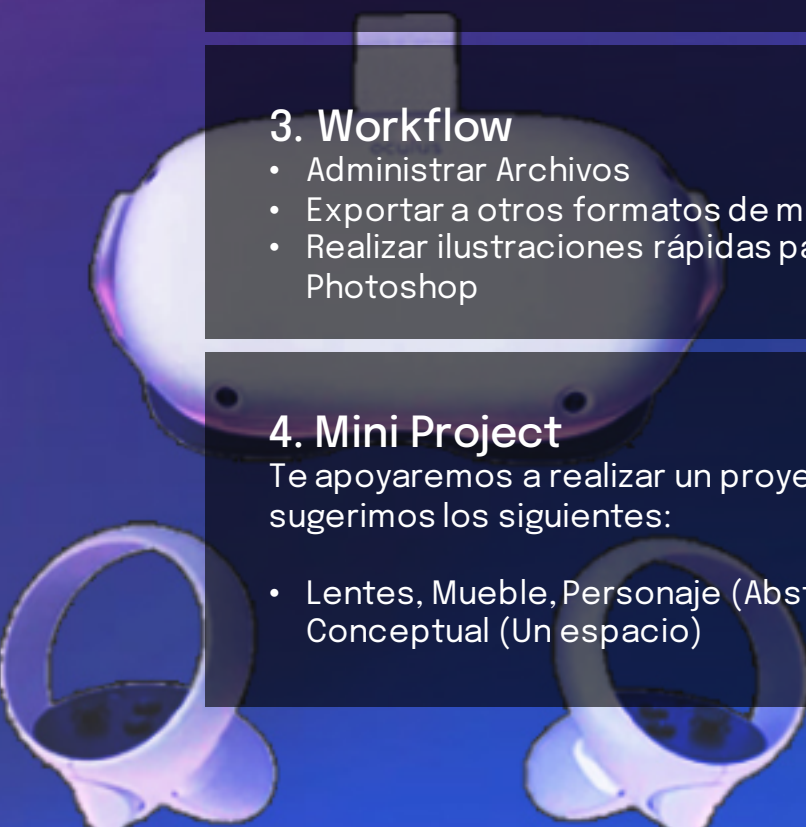 3. Workflow
• Administrar Archivos
• Exportar a otros formatos de m
• Realizar ilustraciones rápidas pa
Photoshop
4. Mini Project
Te apoyaremos a realizar un proye
sugerimos los siguientes:
• Lentes, Mueble, Personaje (Abst
Conceptual (Un espacio)